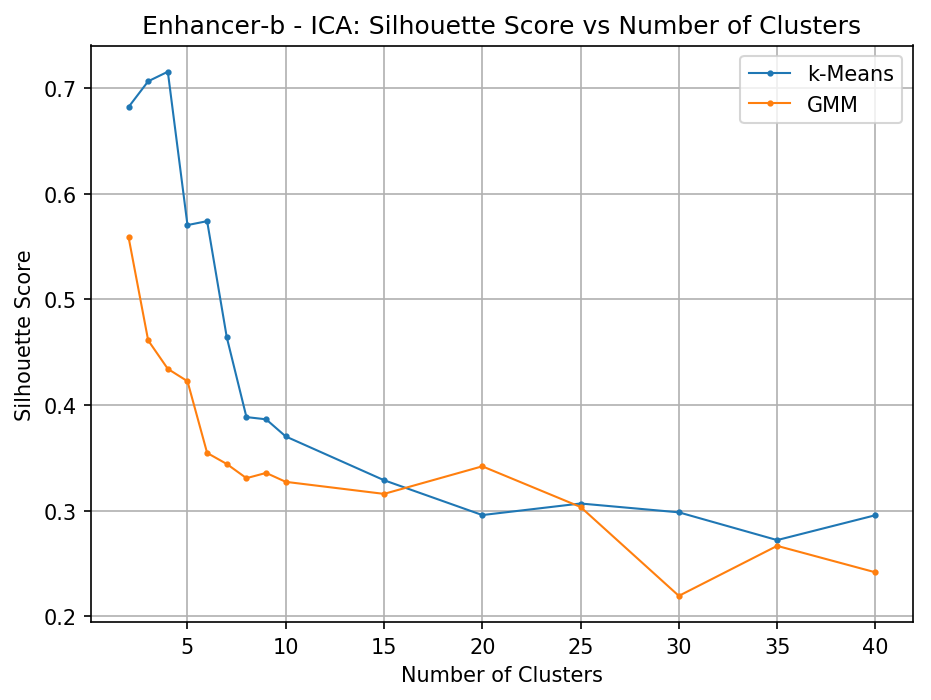 Enhancer-b - ICA: Silhouette Score vs Number of Clusters
k-Means
GMM
Silhouette Score
0.7
0.6
0.5
0.4
0.3
0.2
5 10 15 20 25 30 35 40
Number of Clusters